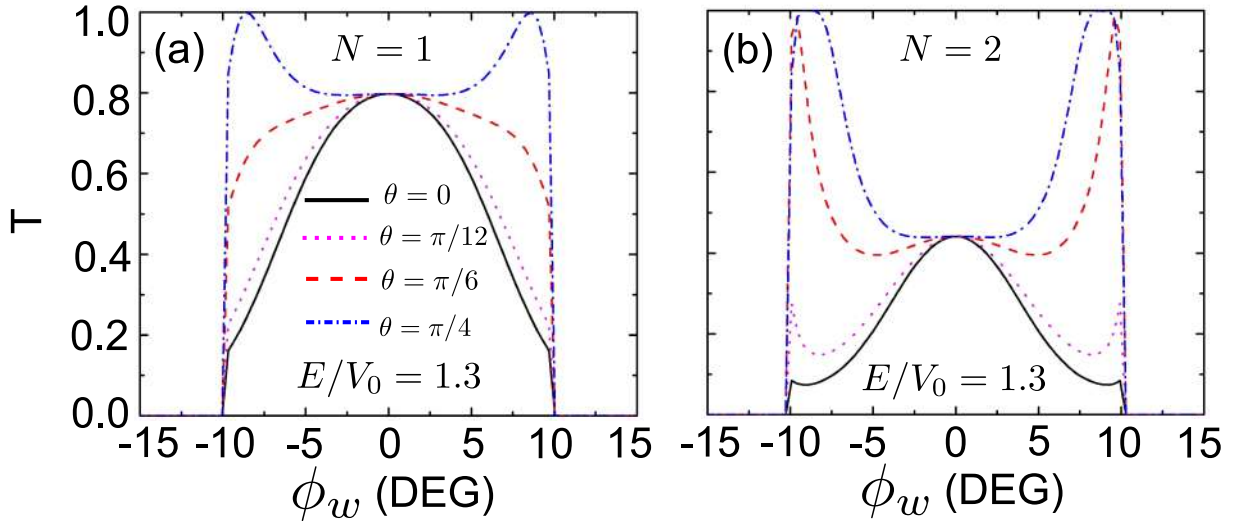 (a) N = 1
T
1.0
0.8
0.6
0.4
0.2
0.0
θ = 0
θ = π/12
θ = π/6
θ = π/4
E/V₀ = 1.3
-15 -10 -5 0 5 10 15
ϕ_w (DEG)
(b) N = 2
E/V₀ = 1.3
-15 -10 -5 0 5 10 15
ϕ_w (DEG)